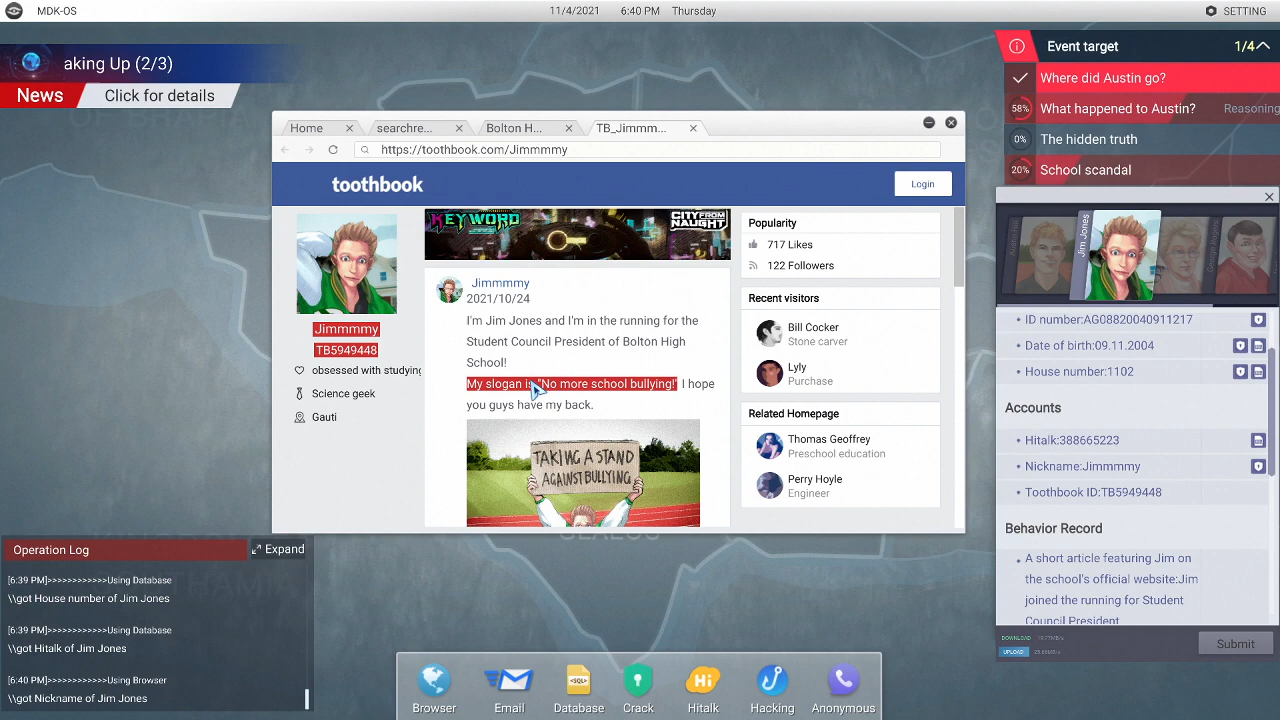 MDK-OS
11/4/2021 6:40 PM Thursday
SETTING
aking Up (2/3)
News
Click for details
Event target
1/4
Where did Austin go?
58%
What happened to Austin?
Reasoning
0%
The hidden truth
20%
School scandal
Home
searchre...
Bolton H...
TB_Jimmm...
https://toothbook.com/Jimmmmy
toothbook
Login
Jimmmmy
TB5949448
obsessed with studying
Science geek
Gauti
KEYWORD
CITY FROM NAUGHT
Jimmmmy
2021/10/24
I'm Jim Jones and I'm in the running for the
Student Council President of Bolton High
School!
My slogan is "No more school bullying!" I hope
you guys have my back.
TAKING A STAND
AGAINST BULLYING
Popularity
717 Likes
122 Followers
Recent visitors
Bill Cocker
Stone carver
Lyly
Purchase
Related Homepage
Thomas Geoffrey
Preschool education
Perry Hoyle
Engineer
Jim Jones
• ID number:AG08820040911217
• Date of birth:09.11.2004
• House number:1102
Accounts
• Hitalk:388665223
• Nickname:Jimmmmy
• Toothbook ID:TB5949448
Behavior Record
• A short article featuring Jim on
the school's official website:Jim
joined the running for Student
Council President
DOWNLOAD
UPLOAD
Submit
Operation Log
Expand
[6:39 PM]>>>>>>>>>>>>Using Database
\\got House number of Jim Jones
[6:39 PM]>>>>>>>>>>>>Using Database
\\got Hitalk of Jim Jones
[6:40 PM]>>>>>>>>>>>>Using Browser
\\got Nickname of Jim Jones
SQL
Hi
Browser
Email
Database
Crack
Hitalk
Hacking
Anonymous